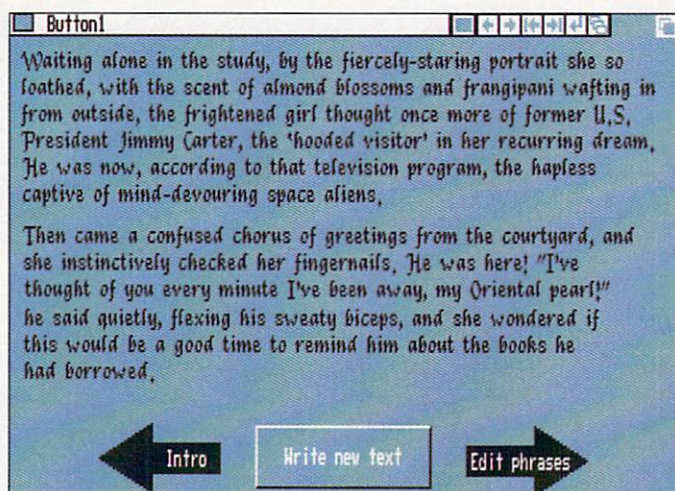 Button1
Waiting alone in the study, by the fiercely-staring portrait she so
loathed, with the scent of almond blossoms and frangipani wafting in
from outside, the frightened girl thought once more of former U.S.
President Jimmy Carter, the 'hooded visitor' in her recurring dream.
He was now, according to that television program, the hapless
captive of mind-devouring space aliens.
Then came a confused chorus of greetings from the courtyard, and
she instinctively checked her fingernails. He was here! "I've
thought of you every minute I've been away, my Oriental pearl!"
he said quietly, flexing his sweaty biceps, and she wondered if
this would be a good time to remind him about the books he
had borrowed.
Intro
Write new text
Edit phrases